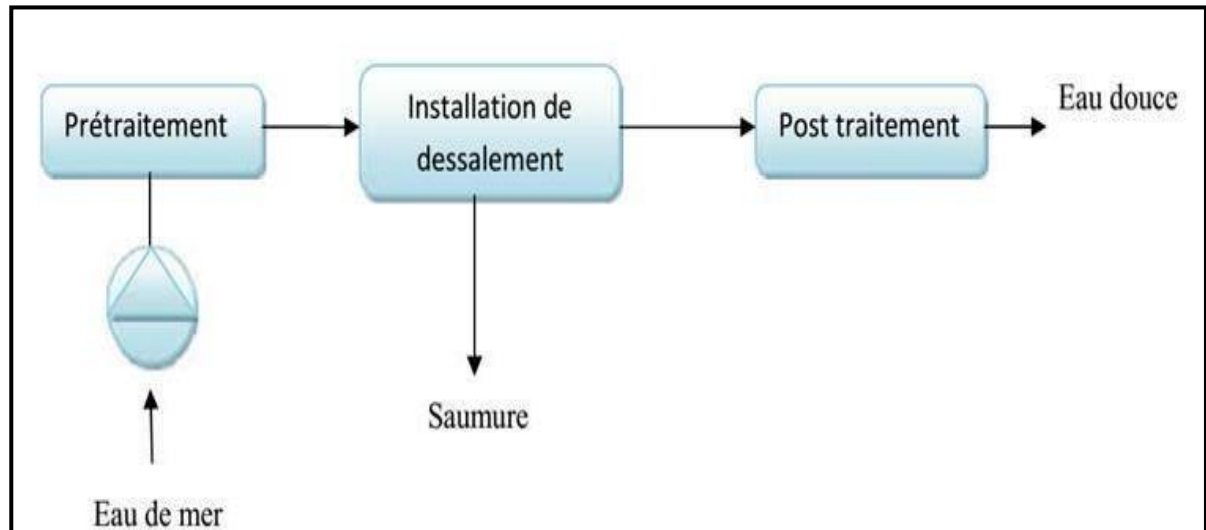 Prétraitement
Installation de
dessalement
Post traitement
Eau douce
Saumure
Eau de mer